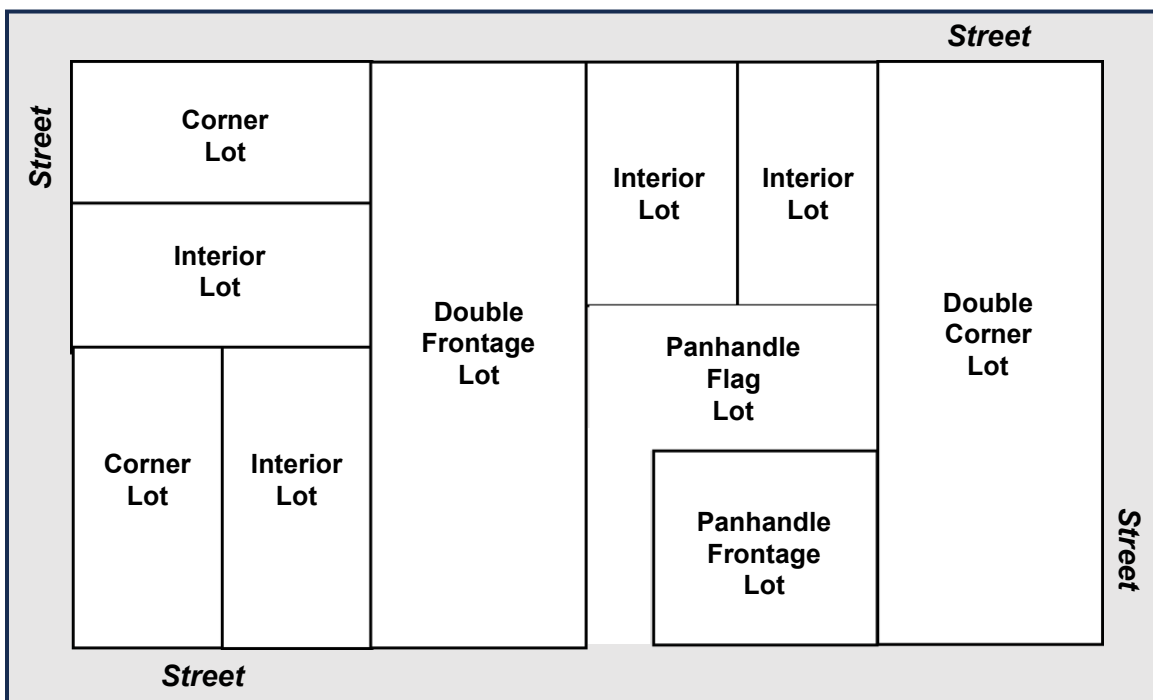 Street
Street
Corner
Lot
Interior
Lot
Interior
Lot
Interior
Lot
Double
Frontage
Lot
Double
Corner
Lot
Panhandle
Flag
Lot
Corner
Lot
Interior
Lot
Panhandle
Frontage
Lot
Street
Street